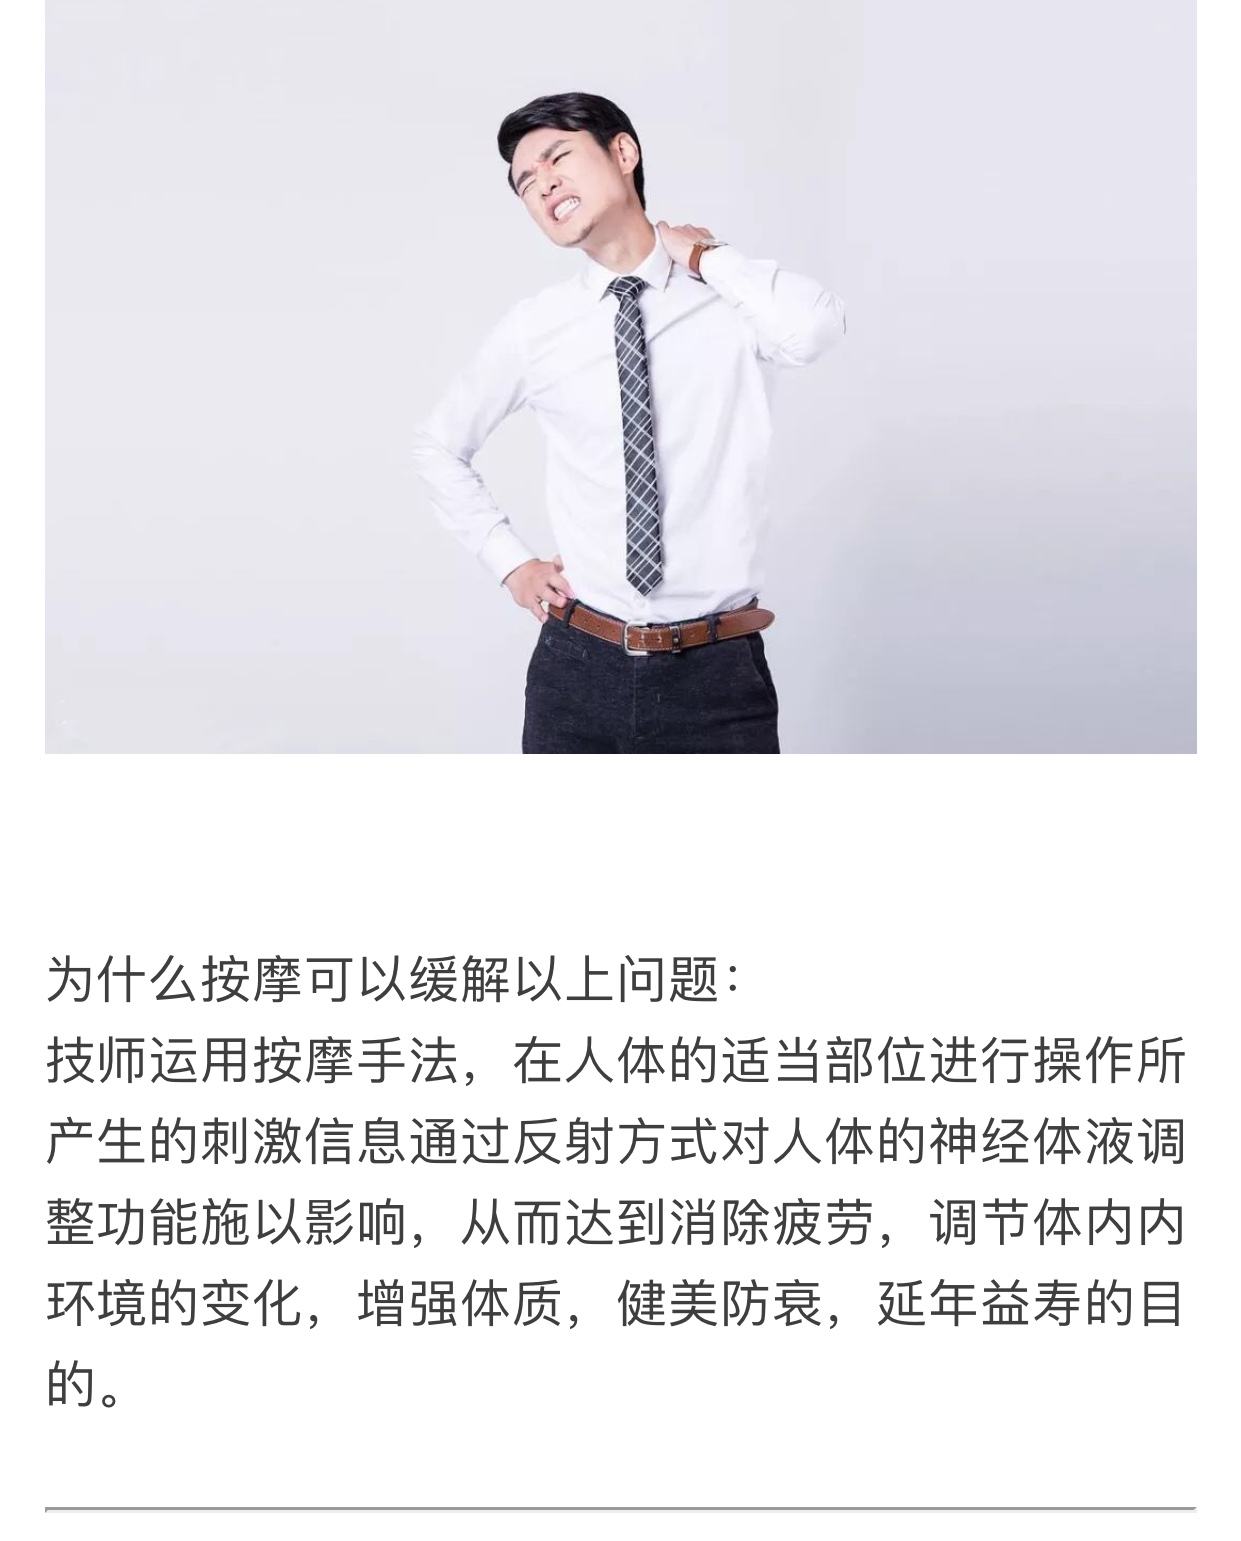 为什么按摩可以缓解以上问题：
技师运用按摩手法，在人体的适当部位进行操作所
产生的刺激信息通过反射方式对人体的神经体液调
整功能施以影响，从而达到消除疲劳，调节体内内
环境的变化，增强体质，健美防衰，延年益寿的目
的。